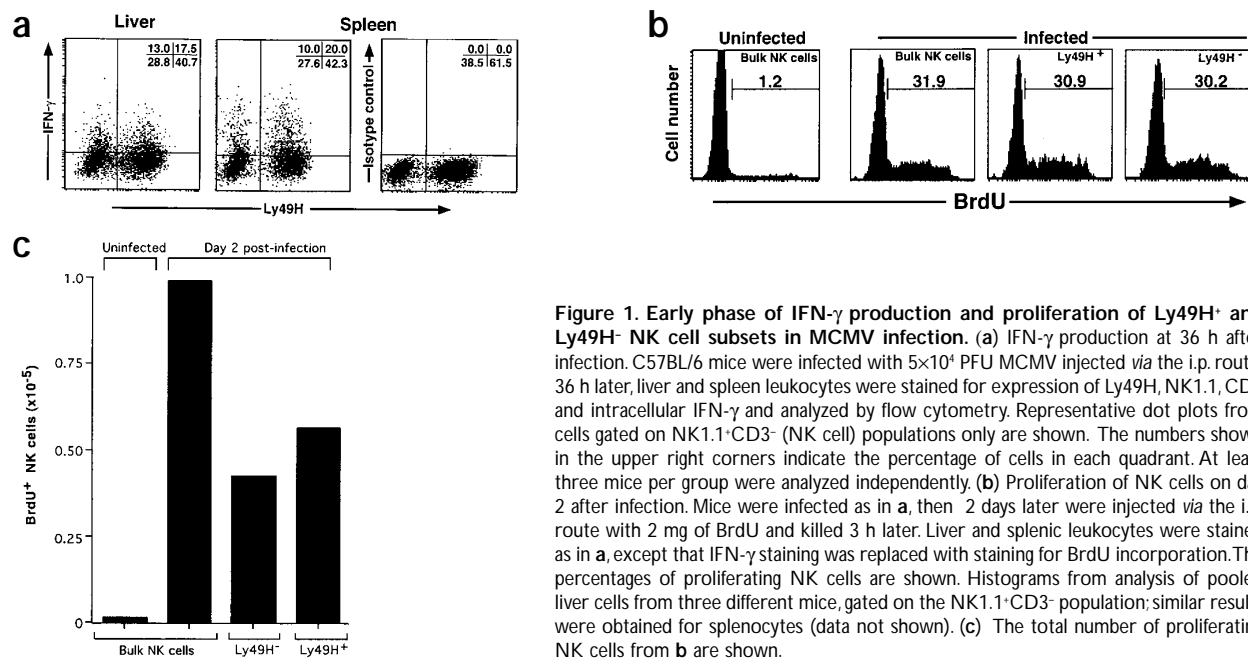 a
Liver
Spleen
IFN-γ
13.0 17.5
28.8 40.7
10.0 20.0
27.6 42.3
Isotype control
0.0 0.0
38.5 61.5
Ly49H
b
Uninfected
Infected
Cell number
Bulk NK cells
1.2
Bulk NK cells
31.9
Ly49H⁺
30.9
Ly49H⁻
30.2
BrdU
c
Uninfected
Day 2 post-infection
BrdU⁺ NK cells (x10⁻⁵)
1.0
0.75
0.50
0.25
0
Bulk NK cells
Ly49H⁻
Ly49H⁺
Figure 1. Early phase of IFN-γ production and proliferation of Ly49H⁺ an
Ly49H⁻ NK cell subsets in MCMV infection. (a) IFN-γ production at 36 h afte
infection. C57BL/6 mice were infected with 5×10⁴ PFU MCMV injected via the i.p. rout
36 h later, liver and spleen leukocytes were stained for expression of Ly49H, NK1.1, CD
and intracellular IFN-γ and analyzed by flow cytometry. Representative dot plots fro
cells gated on NK1.1⁺CD3⁻ (NK cell) populations only are shown. The numbers show
in the upper right corners indicate the percentage of cells in each quadrant. At lea
three mice per group were analyzed independently. (b) Proliferation of NK cells on da
2 after infection. Mice were infected as in a, then 2 days later were injected via the i.
route with 2 mg of BrdU and killed 3 h later. Liver and splenic leukocytes were staine
as in a, except that IFN-γ staining was replaced with staining for BrdU incorporation. Th
percentages of proliferating NK cells are shown. Histograms from analysis of poole
liver cells from three different mice, gated on the NK1.1⁺CD3⁻ population; similar resul
were obtained for splenocytes (data not shown). (c) The total number of proliferatin
NK cells from b are shown.